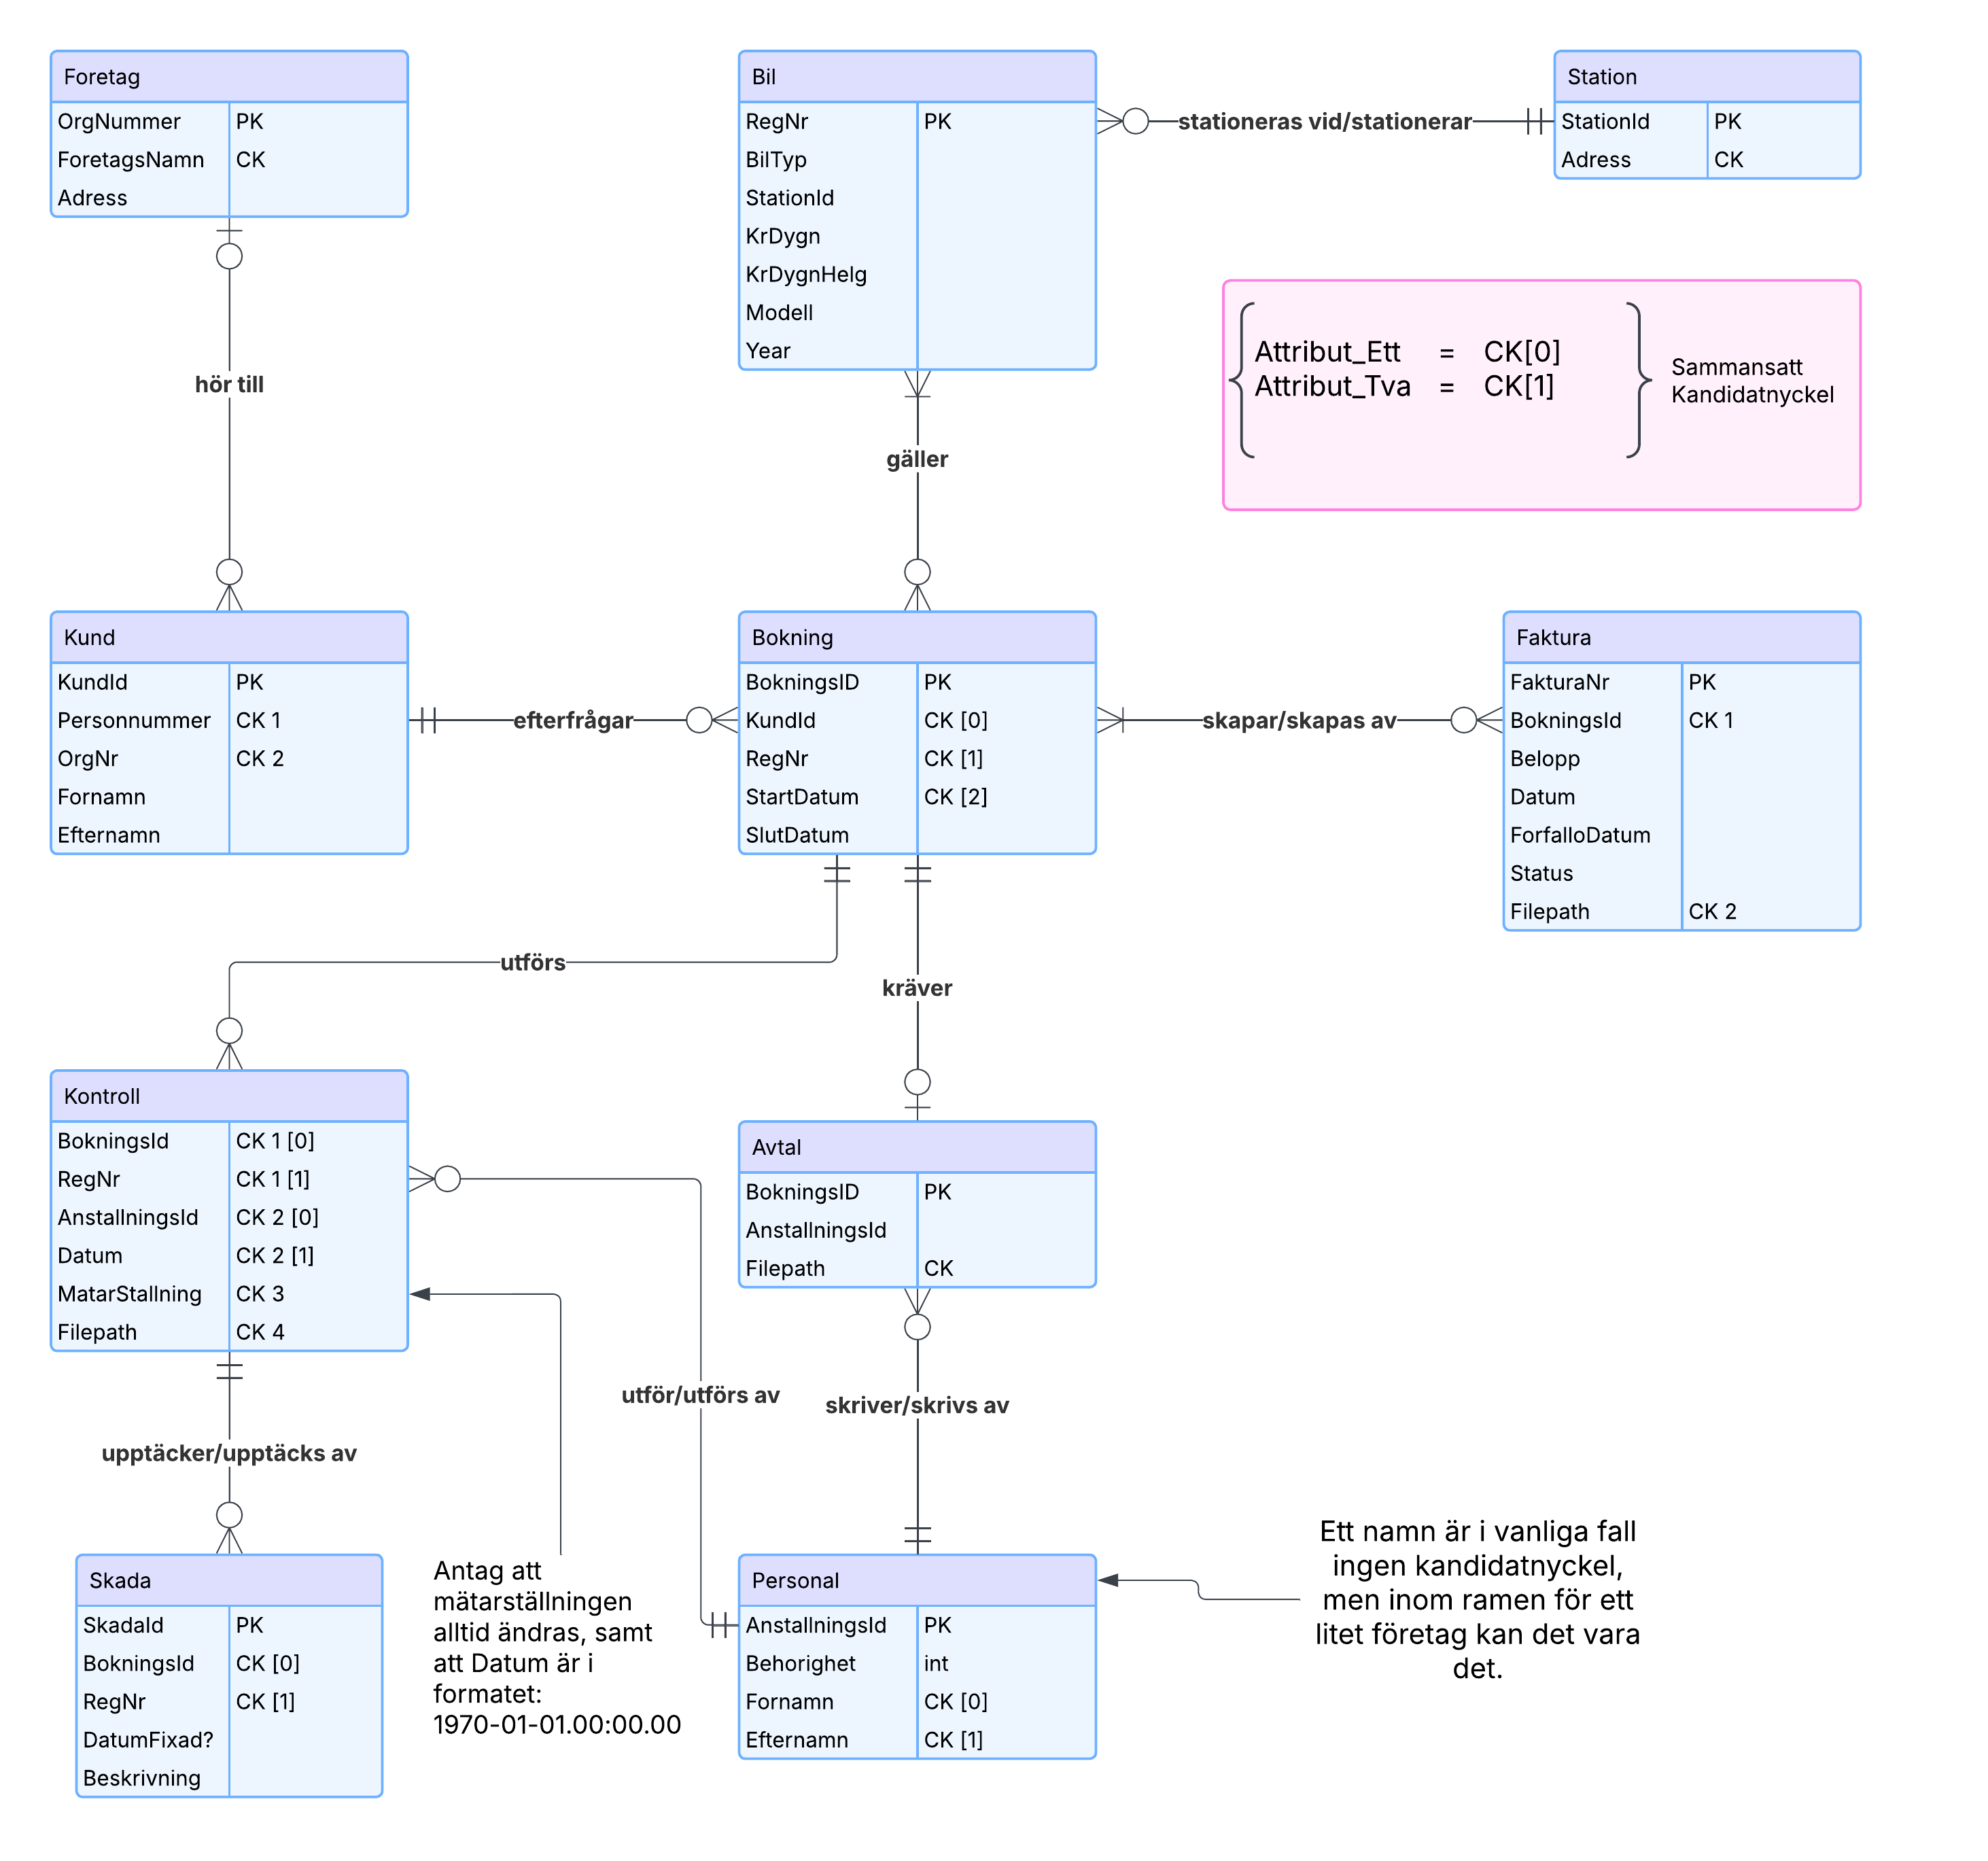 Foretag
OrgNummer PK
ForetagsNamn CK
Adress
Bil
RegNr PK
BilTyp
StationId
KrDygn
KrDygnHelg
Modell
Year
stationeras vid/stationerar
Station
StationId PK
Adress CK
Attribut_Ett = CK[0]
Attribut_Tva = CK[1]
Sammansatt
Kandidatnyckel
hör till
gäller
Kund
KundId PK
Personnummer CK 1
OrgNr CK 2
Fornamn
Efternamn
efterfrågar
Bokning
BokningsID PK
KundId CK [0]
RegNr CK [1]
StartDatum CK [2]
SlutDatum
skapar/skapas av
Faktura
FakturaNr PK
BokningsId CK 1
Belopp
Datum
ForfalloDatum
Status
Filepath CK 2
utförs
kräver
Kontroll
BokningsId CK 1 [0]
RegNr CK 1 [1]
AnstallningsId CK 2 [0]
Datum CK 2 [1]
MatarStallning CK 3
Filepath CK 4
Avtal
BokningsID PK
AnstallningsId
Filepath CK
utför/utförs av
skriver/skrivs av
upptäcker/upptäcks av
Skada
SkadaId PK
BokningsId CK [0]
RegNr CK [1]
DatumFixad?
Beskrivning
Antag att
mätarställningen
alltid ändras, samt
att Datum är i
formatet:
1970-01-01.00:00.00
Personal
AnstallningsId PK
Behorighet int
Fornamn CK [0]
Efternamn CK [1]
Ett namn är i vanliga fall
ingen kandidatnyckel,
men inom ramen för ett
litet företag kan det vara
det.